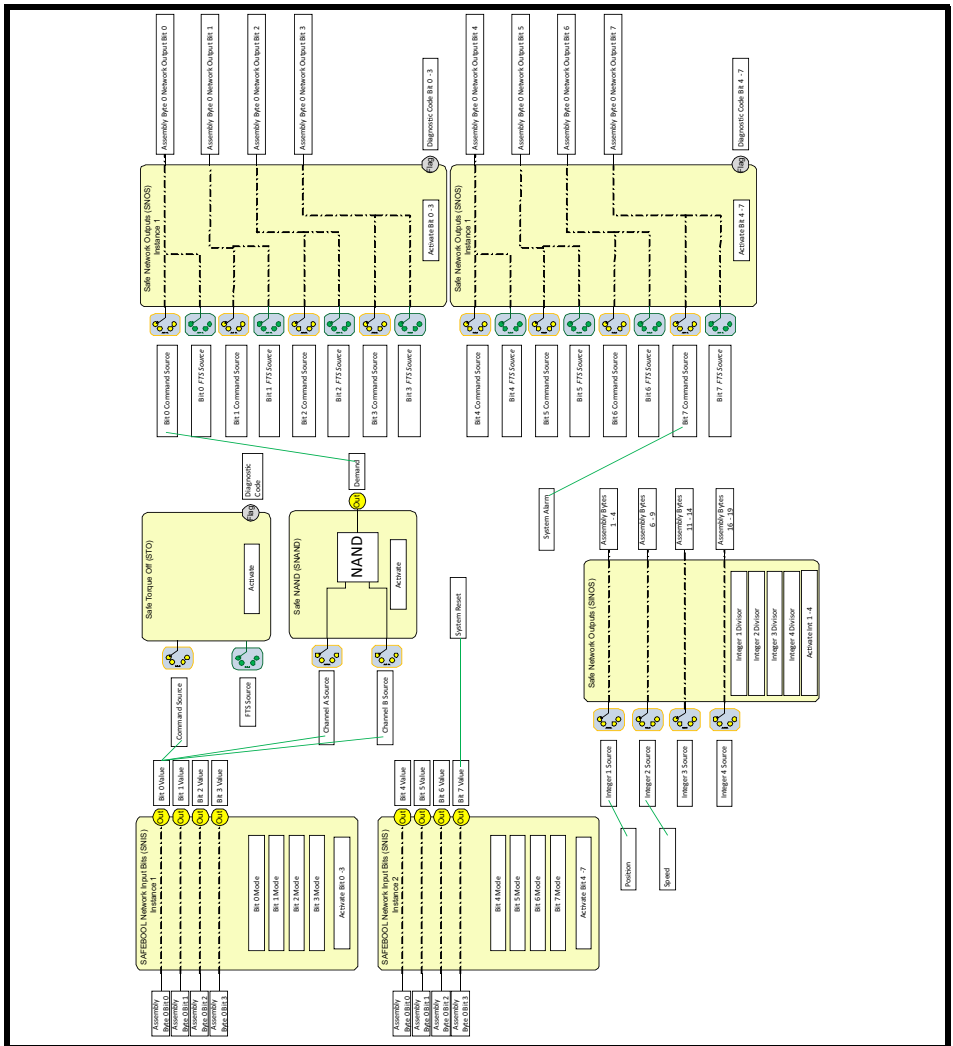 SAFEBOOL Network Input Bits (SNIS)
Instance 1
Assembly
Byte 0 Bit 0
Assembly
Byte 0 Bit 1
Assembly
Byte 0 Bit 2
Assembly
Byte 0 Bit 3
Out
Out
Out
Out
Bit 0 Value
Bit 1 Value
Bit 2 Value
Bit 3 Value
Bit 0 Mode
Bit 1 Mode
Bit 2 Mode
Bit 3 Mode
Activate Bit 0 -3
SAFEBOOL Network Input Bits (SNIS)
Instance 2
Assembly
Byte 0 Bit 0
Assembly
Byte 0 Bit 1
Assembly
Byte 0 Bit 2
Assembly
Byte 0 Bit 3
Out
Out
Out
Out
Bit 4 Value
Bit 5 Value
Bit 6 Value
Bit 7 Value
Bit 4 Mode
Bit 5 Mode
Bit 6 Mode
Bit 7 Mode
Activate Bit 4 -7
System Reset
Safe Torque Off (STO)
Command Source
FTS Source
Activate
Flag
Diagnostic
Code
Safe NAND (SNAND)
Channel A Source
Channel B Source
NAND
Activate
Out
Demand
Safe Network Outputs (SNOS)
Instance 1
Bit 0 Command Source
Bit 0 FTS Source
Bit 1 Command Source
Bit 1 FTS Source
Bit 2 Command Source
Bit 2 FTS Source
Bit 3 Command Source
Bit 3 FTS Source
Activate Bit 0 -3
Flag
Diagnostic Code Bit 0 -3
Assembly Byte 0 Network Output Bit 0
Assembly Byte 0 Network Output Bit 1
Assembly Byte 0 Network Output Bit 2
Assembly Byte 0 Network Output Bit 3
Safe Network Outputs (SNOS)
Instance 1
Bit 4 Command Source
Bit 4 FTS Source
Bit 5 Command Source
Bit 5 FTS Source
Bit 6 Command Source
Bit 6 FTS Source
Bit 7 Command Source
Bit 7 FTS Source
Activate Bit 4 -7
Flag
Diagnostic Code Bit 4 -7
Assembly Byte 0 Network Output Bit 4
Assembly Byte 0 Network Output Bit 5
Assembly Byte 0 Network Output Bit 6
Assembly Byte 0 Network Output Bit 7
System Alarm
Safe Network Outputs (SINOS)
Position
Speed
Integer 1 Source
Integer 2 Source
Integer 3 Source
Integer 4 Source
Integer 1 Divisor
Integer 2 Divisor
Integer 3 Divisor
Integer 4 Divisor
Activate Int 1 -4
Assembly Bytes
1 - 4
Assembly Bytes
6 - 9
Assembly Bytes
11 - 14
Assembly Bytes
16 - 19